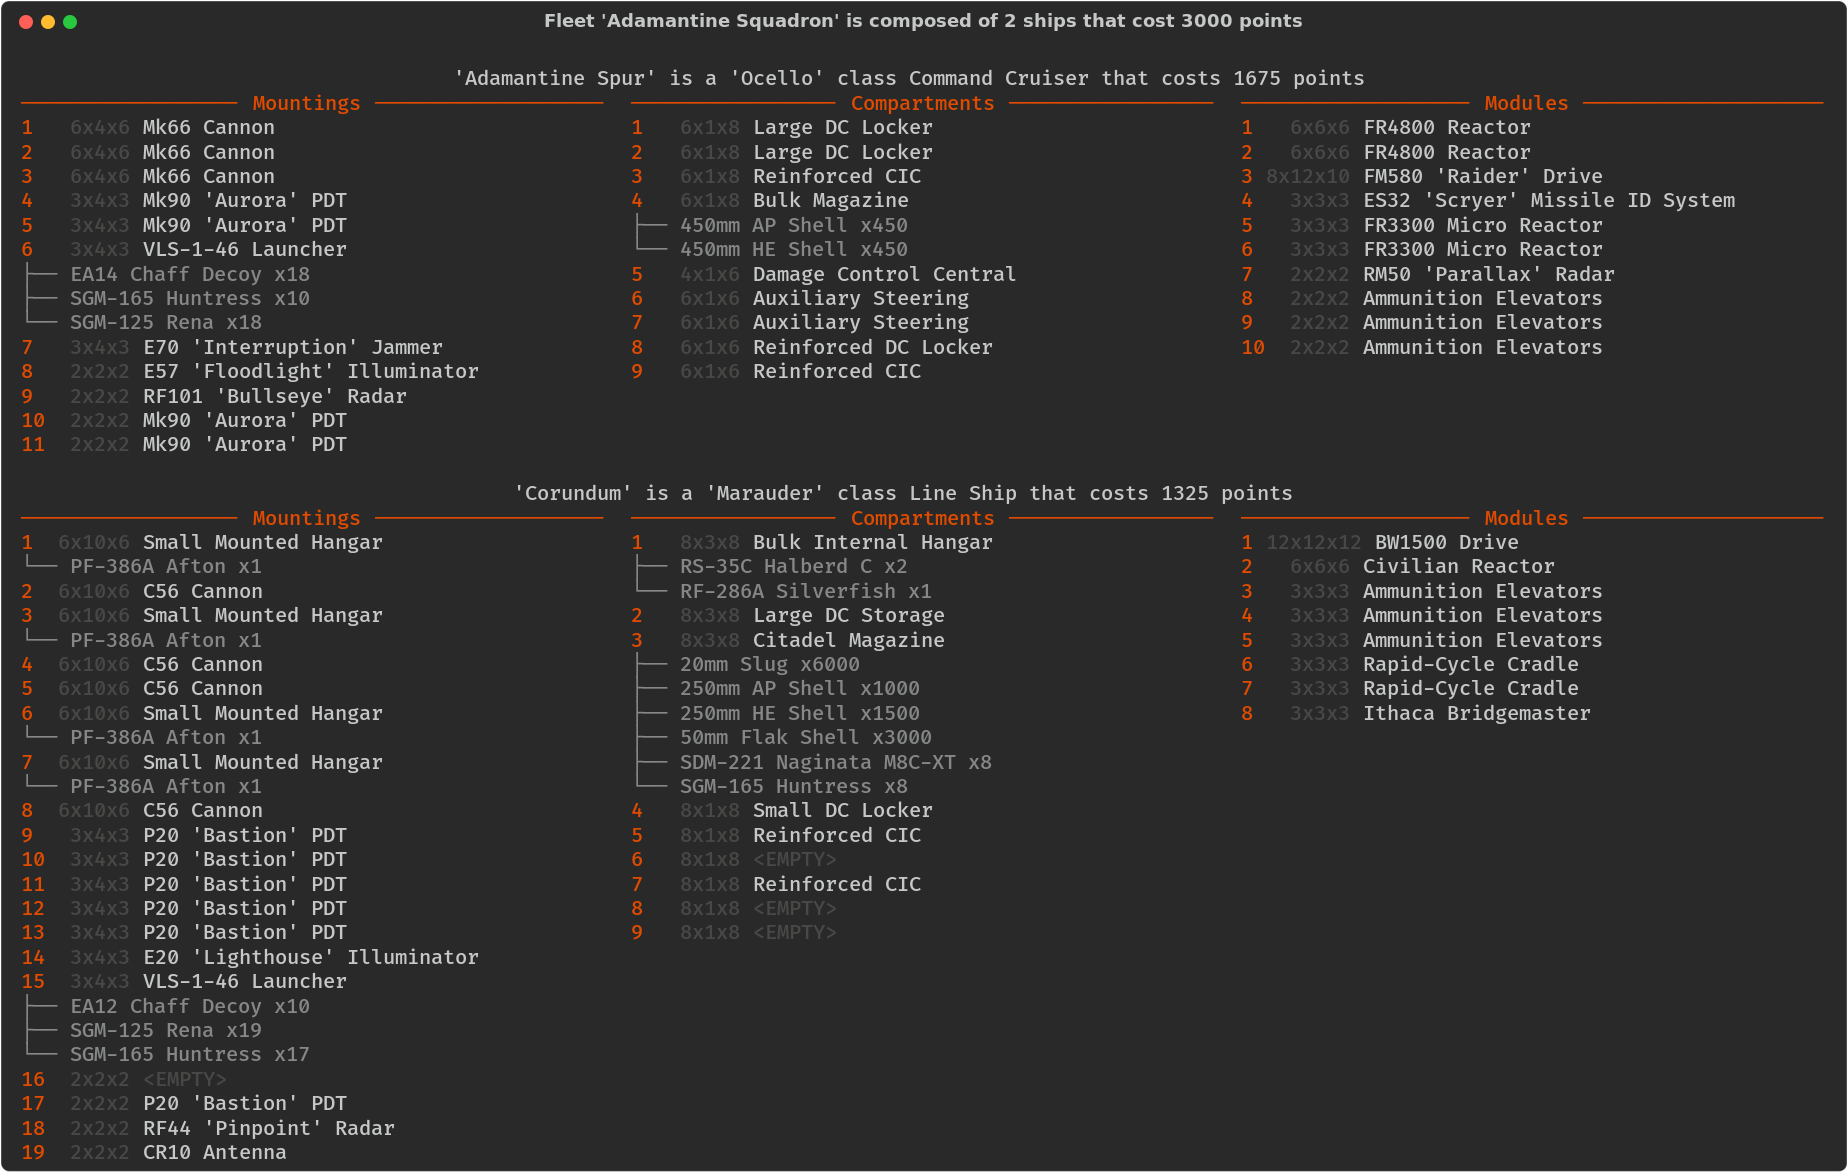 Fleet 'Adamantine Squadron' is composed of 2 ships that cost 3000 points
'Adamantine Spur' is a 'Ocello' class Command Cruiser that costs 1675 points
Mountings
1 6x4x6 Mk66 Cannon
2 6x4x6 Mk66 Cannon
3 6x4x6 Mk66 Cannon
4 3x4x3 Mk90 'Aurora' PDT
5 3x4x3 Mk90 'Aurora' PDT
6 3x4x3 VLS-1-46 Launcher
EA14 Chaff Decoy x18
SGM-165 Huntress x10
SGM-125 Rena x18
7 3x4x3 E70 'Interruption' Jammer
8 2x2x2 E57 'Floodlight' Illuminator
9 2x2x2 RF101 'Bullseye' Radar
10 2x2x2 Mk90 'Aurora' PDT
11 2x2x2 Mk90 'Aurora' PDT
Compartments
1 6x1x8 Large DC Locker
2 6x1x8 Large DC Locker
3 6x1x8 Reinforced CIC
4 6x1x8 Bulk Magazine
450mm AP Shell x450
450mm HE Shell x450
5 4x1x6 Damage Control Central
6 6x1x6 Auxiliary Steering
7 6x1x6 Auxiliary Steering
8 6x1x6 Reinforced DC Locker
9 6x1x6 Reinforced CIC
Modules
1 6x6x6 FR4800 Reactor
2 6x6x6 FR4800 Reactor
3 8x12x10 FM580 'Raider' Drive
4 3x3x3 ES32 'Scryer' Missile ID System
5 3x3x3 FR3300 Micro Reactor
6 3x3x3 FR3300 Micro Reactor
7 2x2x2 RM50 'Parallax' Radar
8 2x2x2 Ammunition Elevators
9 2x2x2 Ammunition Elevators
10 2x2x2 Ammunition Elevators
'Corundum' is a 'Marauder' class Line Ship that costs 1325 points
Mountings
1 6x10x6 Small Mounted Hangar
PF-386A Afton x1
2 6x10x6 C56 Cannon
3 6x10x6 Small Mounted Hangar
PF-386A Afton x1
4 6x10x6 C56 Cannon
5 6x10x6 C56 Cannon
6 6x10x6 Small Mounted Hangar
PF-386A Afton x1
7 6x10x6 Small Mounted Hangar
PF-386A Afton x1
8 6x10x6 C56 Cannon
9 3x4x3 P20 'Bastion' PDT
10 3x4x3 P20 'Bastion' PDT
11 3x4x3 P20 'Bastion' PDT
12 3x4x3 P20 'Bastion' PDT
13 3x4x3 P20 'Bastion' PDT
14 3x4x3 E20 'Lighthouse' Illuminator
15 3x4x3 VLS-1-46 Launcher
EA12 Chaff Decoy x10
SGM-125 Rena x19
SGM-165 Huntress x17
16 2x2x2 <EMPTY>
17 2x2x2 P20 'Bastion' PDT
18 2x2x2 RF44 'Pinpoint' Radar
19 2x2x2 CR10 Antenna
Compartments
1 8x3x8 Bulk Internal Hangar
RS-35C Halberd C x2
RF-286A Silverfish x1
2 8x3x8 Large DC Storage
3 8x3x8 Citadel Magazine
20mm Slug x6000
250mm AP Shell x1000
250mm HE Shell x1500
50mm Flak Shell x3000
SDM-221 Naginata M8C-XT x8
SGM-165 Huntress x8
4 8x1x8 Small DC Locker
5 8x1x8 Reinforced CIC
6 8x1x8 <EMPTY>
7 8x1x8 Reinforced CIC
8 8x1x8 <EMPTY>
9 8x1x8 <EMPTY>
Modules
1 12x12x12 BW1500 Drive
2 6x6x6 Civilian Reactor
3 3x3x3 Ammunition Elevators
4 3x3x3 Ammunition Elevators
5 3x3x3 Ammunition Elevators
6 3x3x3 Rapid-Cycle Cradle
7 3x3x3 Rapid-Cycle Cradle
8 3x3x3 Ithaca Bridgemaster